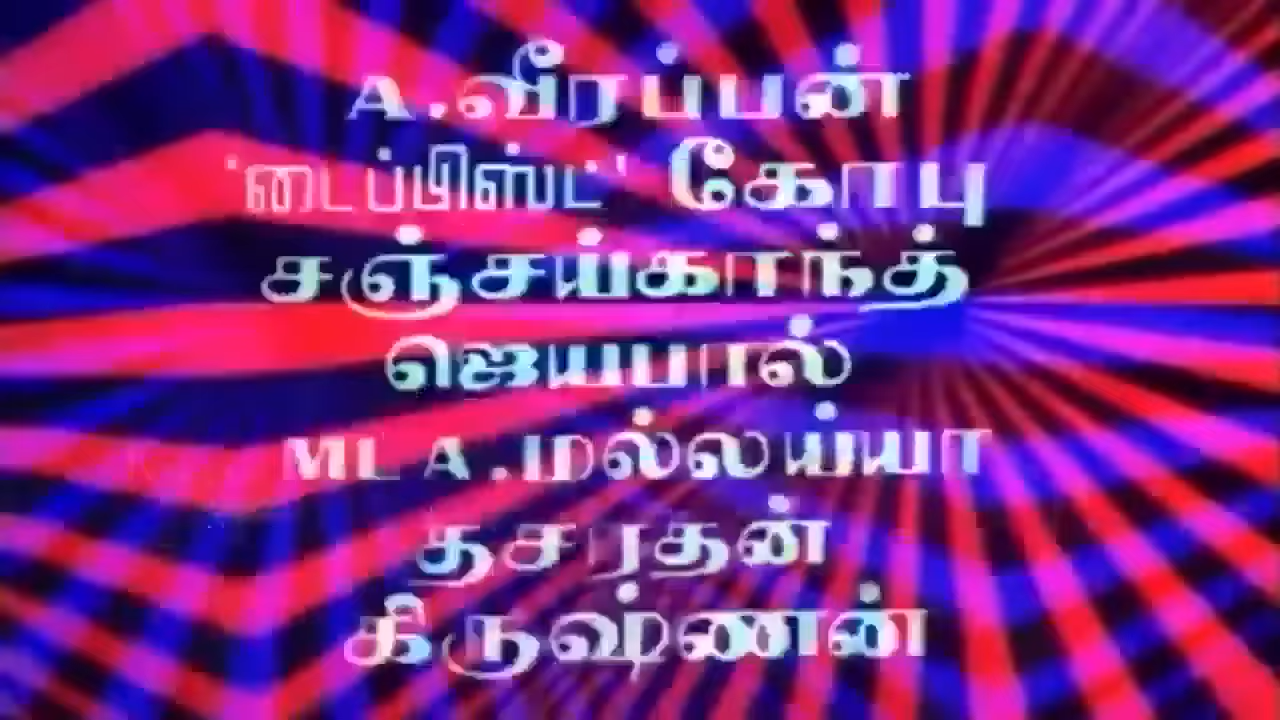 A.வீரப்பன்
'டைப்பிஸ்ட்' கோபு
சஞ்சய்காந்த்
ஜெயபால்
MLA.மல்லய்யா
தசரதன்
கிருஷ்ணன்